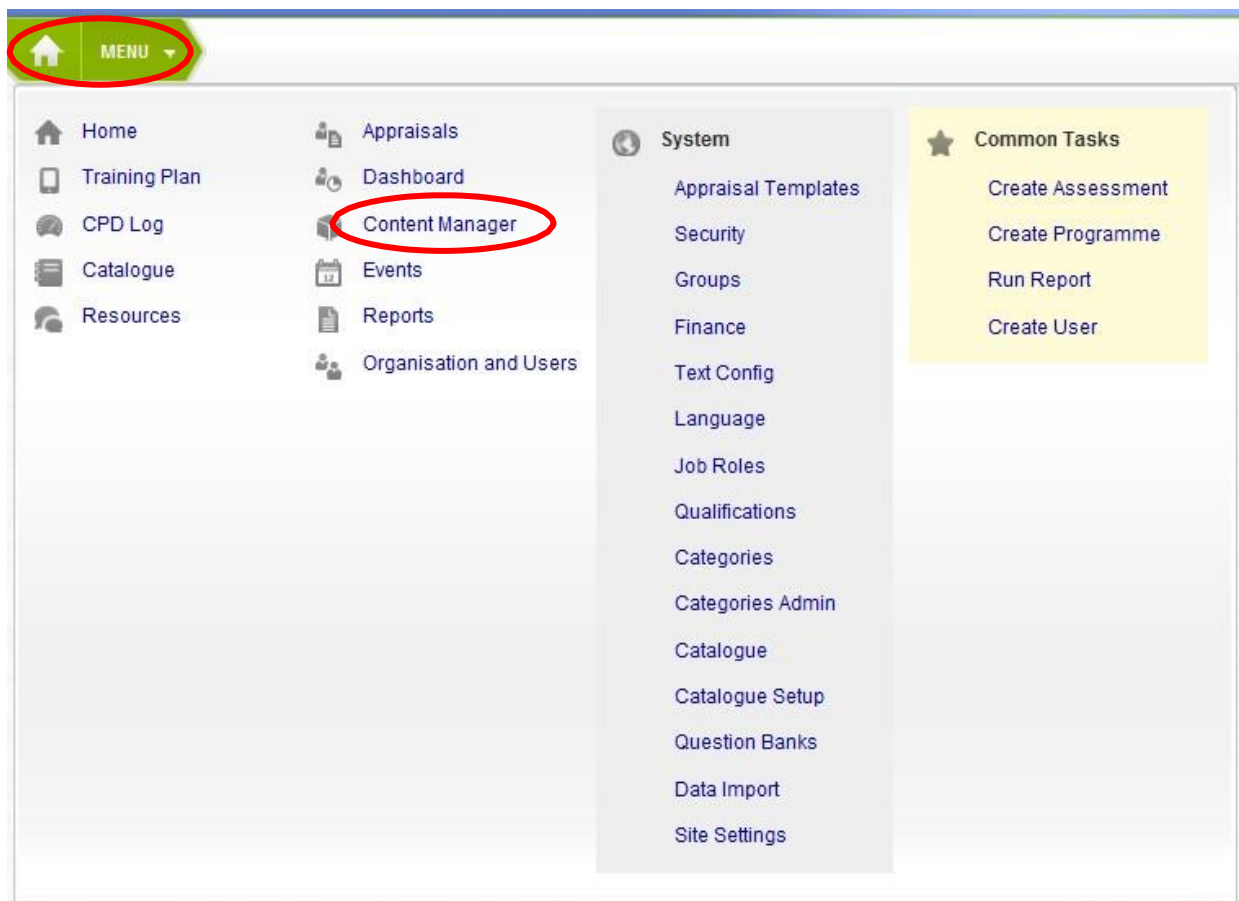 MENU
Home
Training Plan
CPD Log
Catalogue
Resources
Appraisals
Dashboard
Content Manager
Events
12
Reports
Organisation and Users
System
Appraisal Templates
Security
Groups
Finance
Text Config
Language
Job Roles
Qualifications
Categories
Categories Admin
Catalogue
Catalogue Setup
Question Banks
Data Import
Site Settings
Common Tasks
Create Assessment
Create Programme
Run Report
Create User